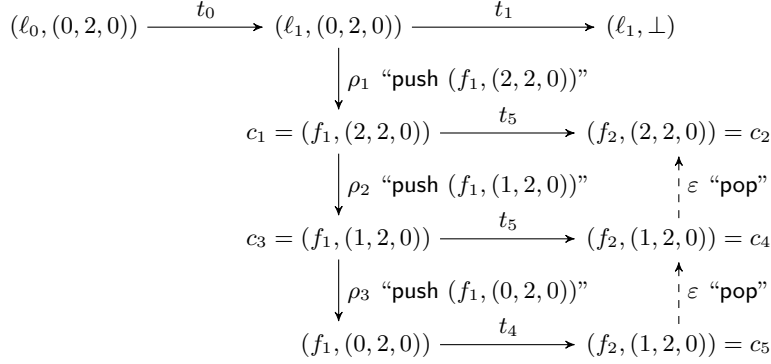 (ℓ₀, (0, 2, 0)) t₀ (ℓ₁, (0, 2, 0)) t₁ (ℓ₁, ⊥)
ρ₁ “push (f₁, (2, 2, 0))”
c₁ = (f₁, (2, 2, 0)) t₅ (f₂, (2, 2, 0)) = c₂
ρ₂ “push (f₁, (1, 2, 0))” ε “pop”
c₃ = (f₁, (1, 2, 0)) t₅ (f₂, (1, 2, 0)) = c₄
ρ₃ “push (f₁, (0, 2, 0))” ε “pop”
(f₁, (0, 2, 0)) t₄ (f₂, (1, 2, 0)) = c₅